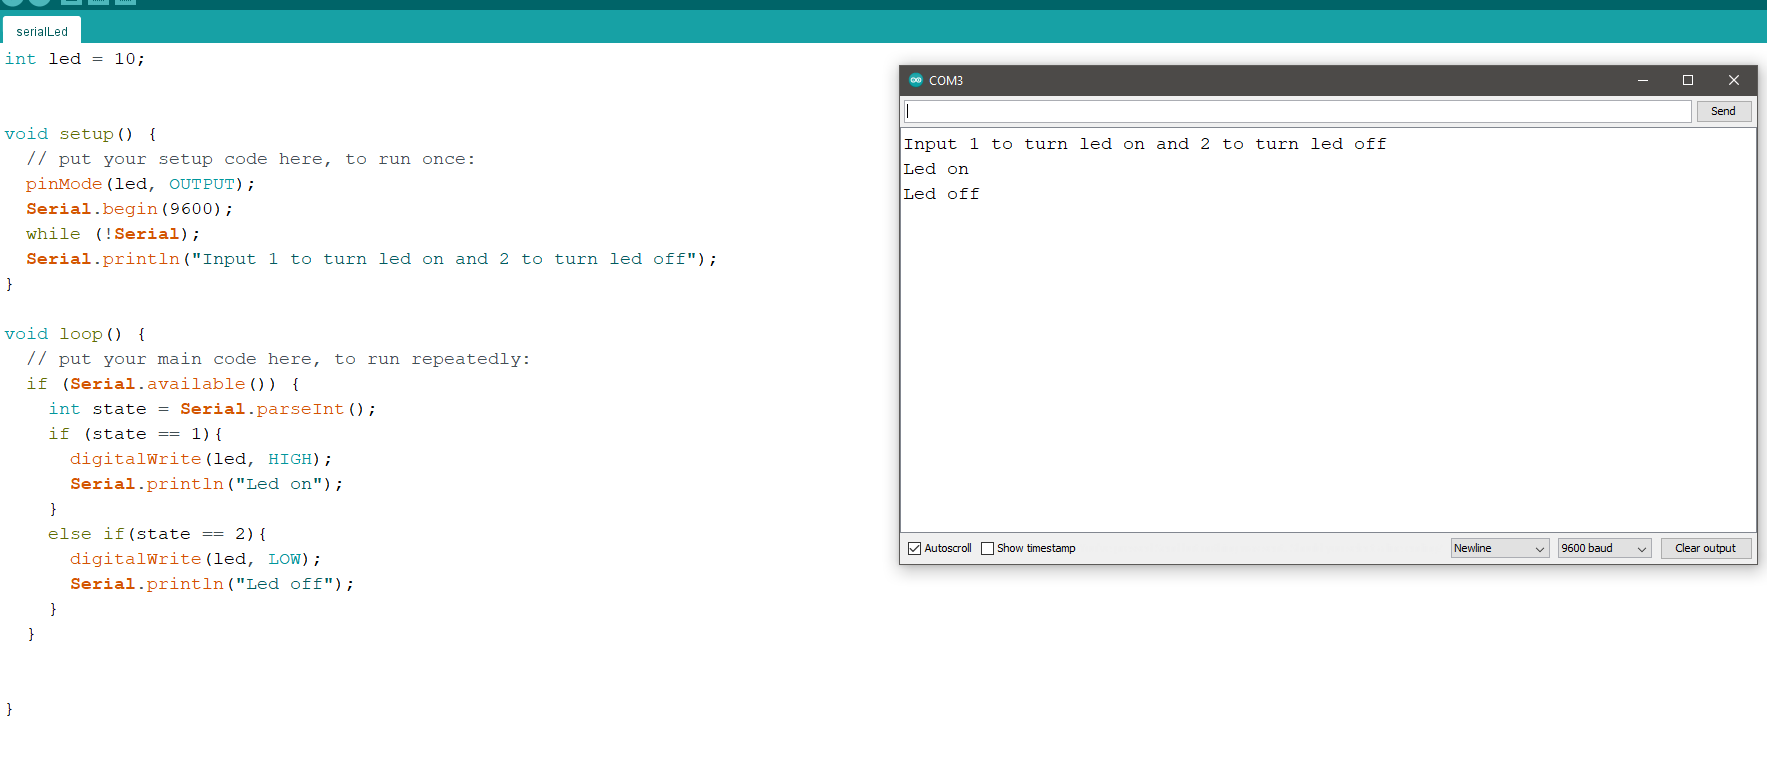 serialLed
int led = 10;
void setup() {
// put your setup code here, to run once:
pinMode(led, OUTPUT);
Serial.begin(9600);
while (!Serial);
Serial.println("Input 1 to turn led on and 2 to turn led off");
}
void loop() {
// put your main code here, to run repeatedly:
if (Serial.available()) {
int state = Serial.parseInt();
if (state == 1){
digitalWrite(led, HIGH);
Serial.println("Led on");
}
else if(state == 2){
digitalWrite(led, LOW);
Serial.println("Led off");
}
}
}
COM3
Send
Input 1 to turn led on and 2 to turn led off
Led on
Led off
Autoscroll Show timestamp Newline 9600 baud Clear output